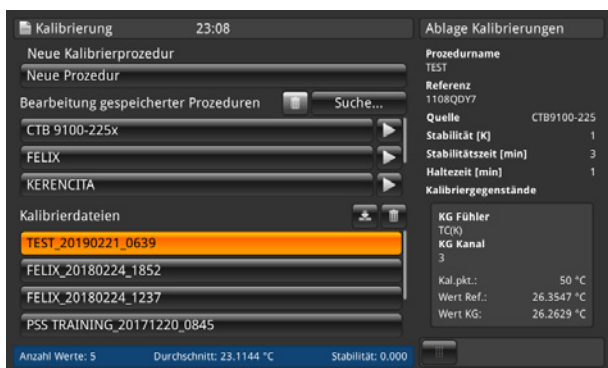 Kalibrierung 23:08
Neue Kalibrierprozedur
Neue Prozedur
Bearbeitung gespeicherter Prozeduren Suche...
CTB 9100-225x
FELIX
KERENCITA
Kalibrierdateien
TEST_20190221_0639
FELIX_20180224_1852
FELIX_20180224_1237
PSS TRAINING_20171220_0845
Anzahl Werte: 5 Durchschnitt: 23.1144 °C Stabilität: 0.000
Ablage Kalibrierungen
Prozedurname
TEST
Referenz
1108QDY7
Quelle CTB9100-225
Stabilität [K] 1
Stabilitätszeit [min] 3
Haltezeit [min] 1
Kalibriergegenstände
KG Fühler
TC(K)
KG Kanal
3
Kal.pkt.: 50 °C
Wert Ref.: 26.3547 °C
Wert KG: 26.2629 °C